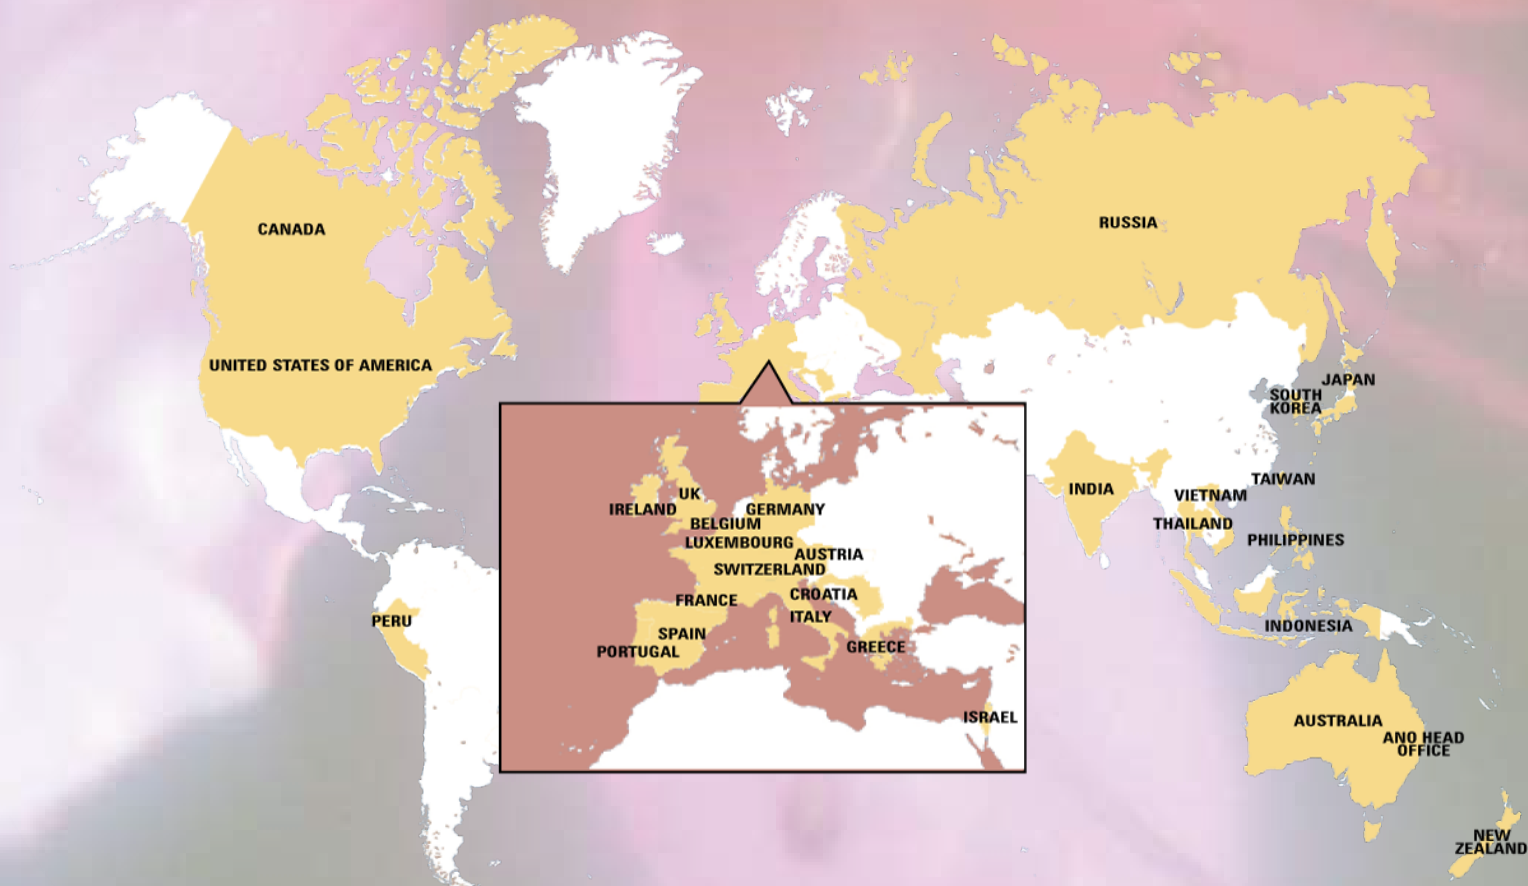 CANADA
RUSSIA
UNITED STATES OF AMERICA
JAPAN
SOUTH
KOREA
TAIWAN
INDIA
VIETNAM
THAILAND
PHILIPPINES
UK
IRELAND
GERMANY
BELGIUM
LUXEMBOURG
AUSTRIA
SWITZERLAND
CROATIA
FRANCE
ITALY
SPAIN
PORTUGAL
GREECE
ISRAEL
PERU
INDONESIA
AUSTRALIA
ANO HEAD
OFFICE
NEW
ZEALAND